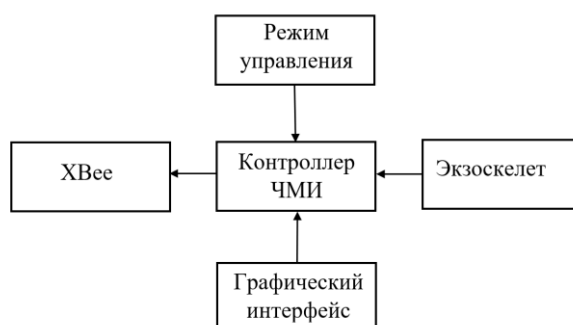 Режим
управления
XBee
Контроллер
ЧМИ
Экзоскелет
Графический
интерфейс